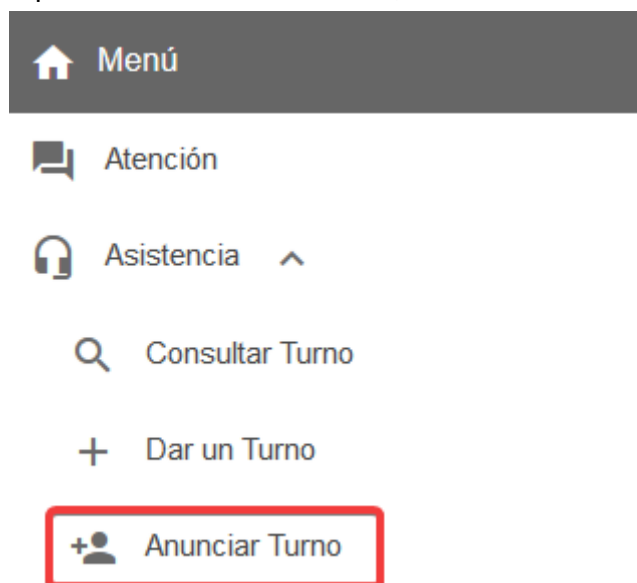 Menú
Atención
Asistencia
Consultar Turno
Dar un Turno
Anunciar Turno